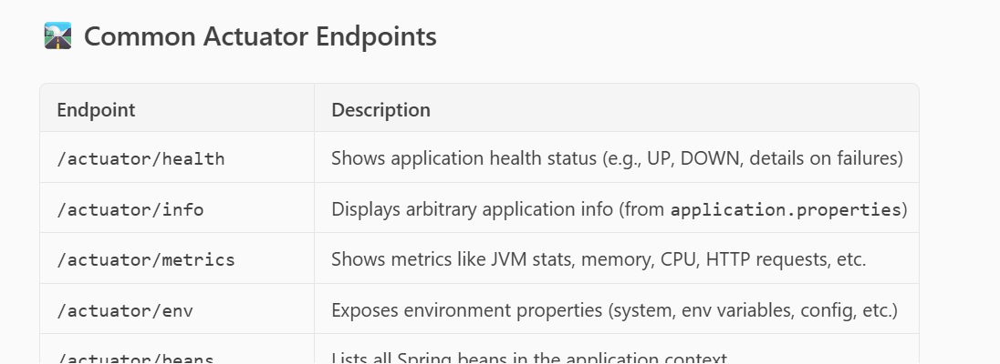 Common Actuator Endpoints
Endpoint Description
/actuator/health Shows application health status (e.g., UP, DOWN, details on failures)
/actuator/info Displays arbitrary application info (from application.properties)
/actuator/metrics Shows metrics like JVM stats, memory, CPU, HTTP requests, etc.
/actuator/env Exposes environment properties (system, env variables, config, etc.)
/actuator/beans Lists all Spring beans in the application context